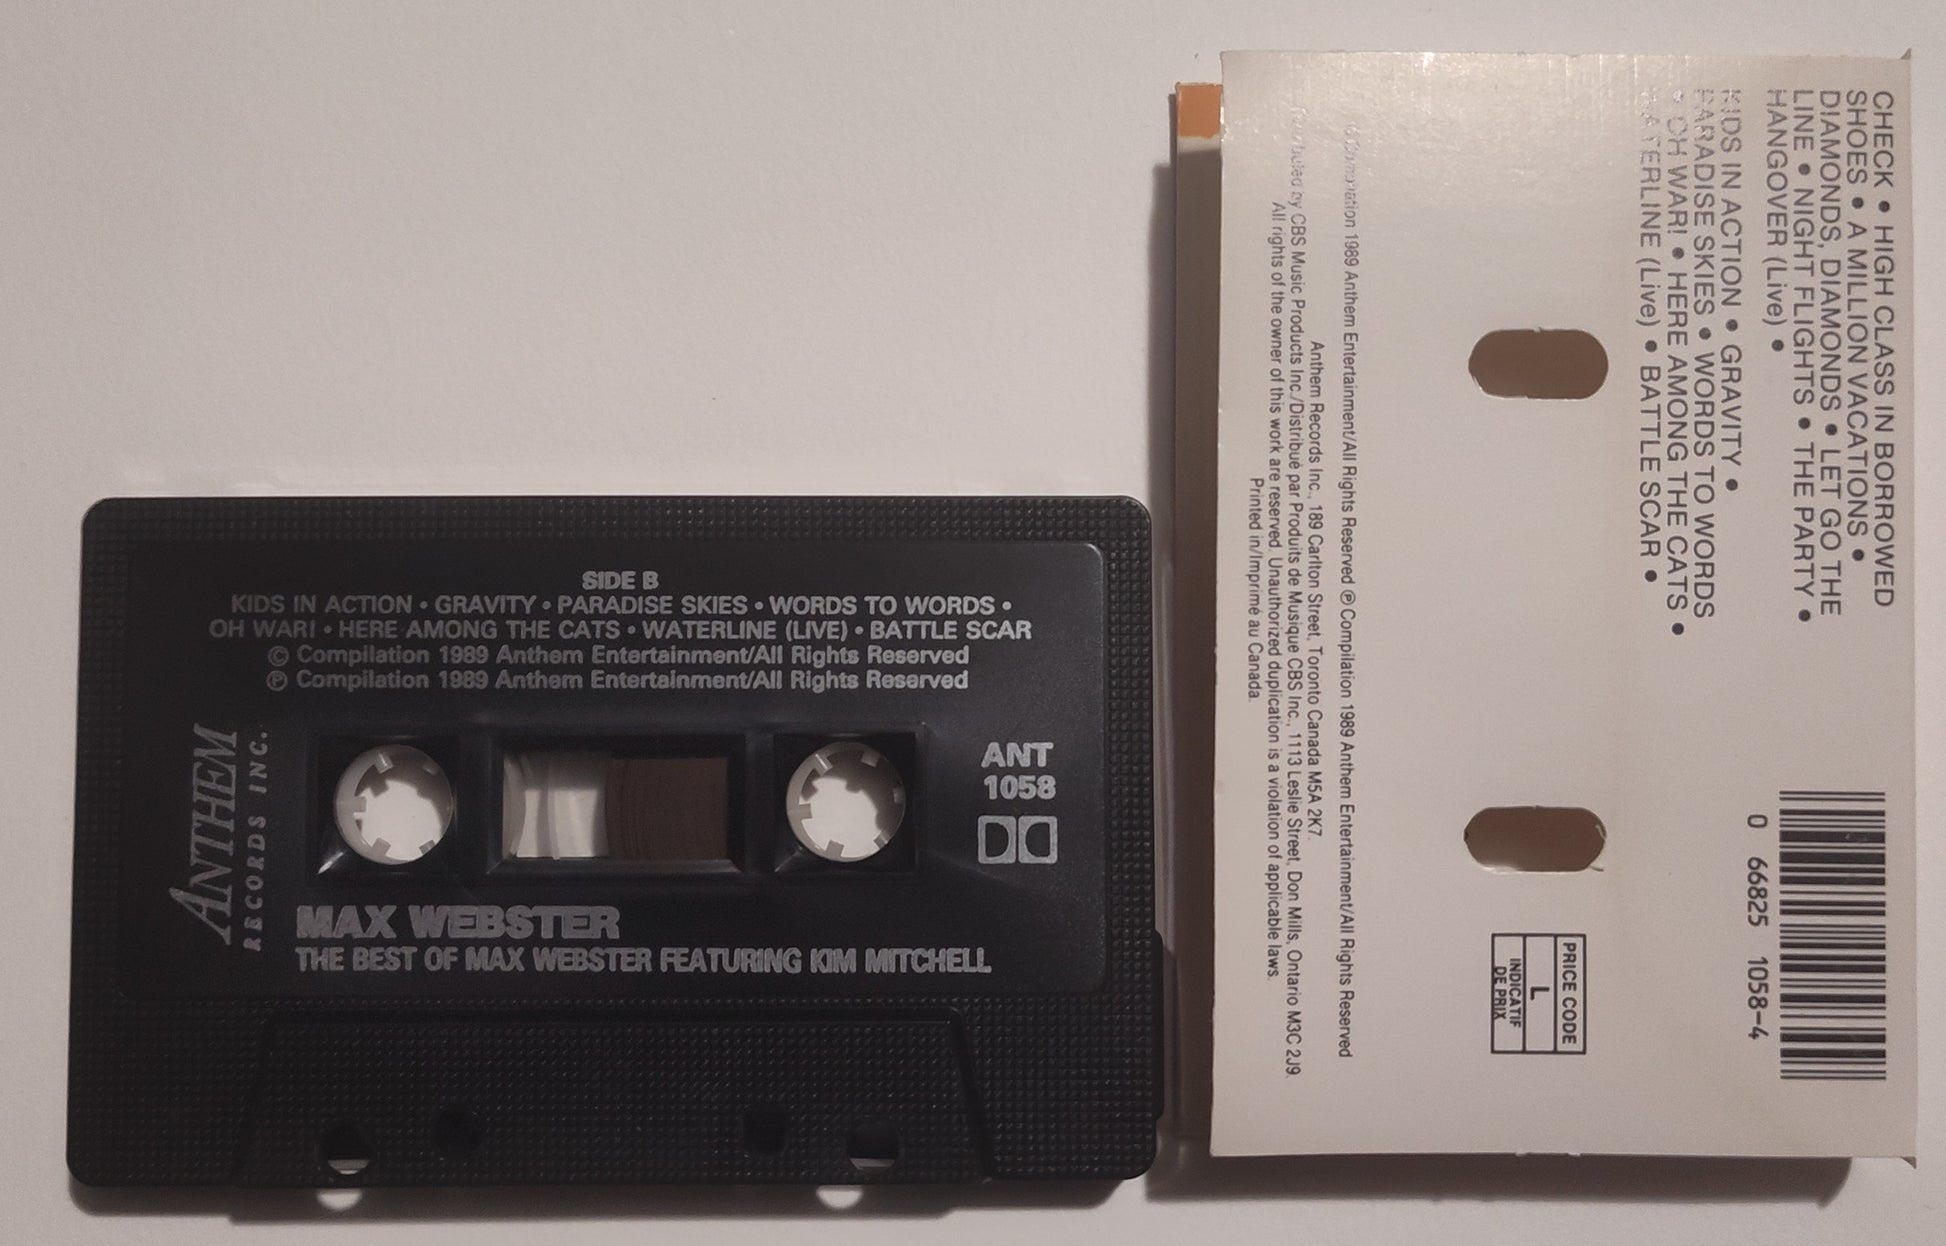 SIDE B
KIDS IN ACTION • GRAVITY • PARADISE SKIES • WORDS TO WORDS •
OH WAR! • HERE AMONG THE CATS • WATERLINE (LIVE) • BATTLE SCAR
© Compilation 1989 Anthem Entertainment/All Rights Reserved
℗ Compilation 1989 Anthem Entertainment/All Rights Reserved
ANTHEM
RECORDS INC.
ANT
1058
MAX WEBSTER
THE BEST OF MAX WEBSTER FEATURING KIM MITCHELL
CHECK • HIGH CLASS IN BORROWED
SHOES • A MILLION VACATIONS •
DIAMONDS, DIAMONDS • LET GO THE
LINE • NIGHT FLIGHTS • THE PARTY •
HANGOVER (Live) •
KIDS IN ACTION • GRAVITY •
PARADISE SKIES • WORDS TO WORDS
• OH WAR! • HERE AMONG THE CATS •
WATERLINE (Live) • BATTLE SCAR •
0 66825 1058-4
PRICE CODE
L
INDICATIF
DE PRIX
1989 Anthem Entertainment/All Rights Reserved ℗ Compilation 1989 Anthem Entertainment/All Rights Reserved
Anthem Records Inc., 189 Carlton Street, Toronto Canada M5A 2K7.
by CBS Music Products Inc./Distribué par Produits de Musique CBS Inc., 1113 Leslie Street, Don Mills, Ontario M3C 2J9.
All rights of the owner of this work are reserved. Unauthorized duplication is a violation of applicable laws.
Printed in/Imprimé au Canada.